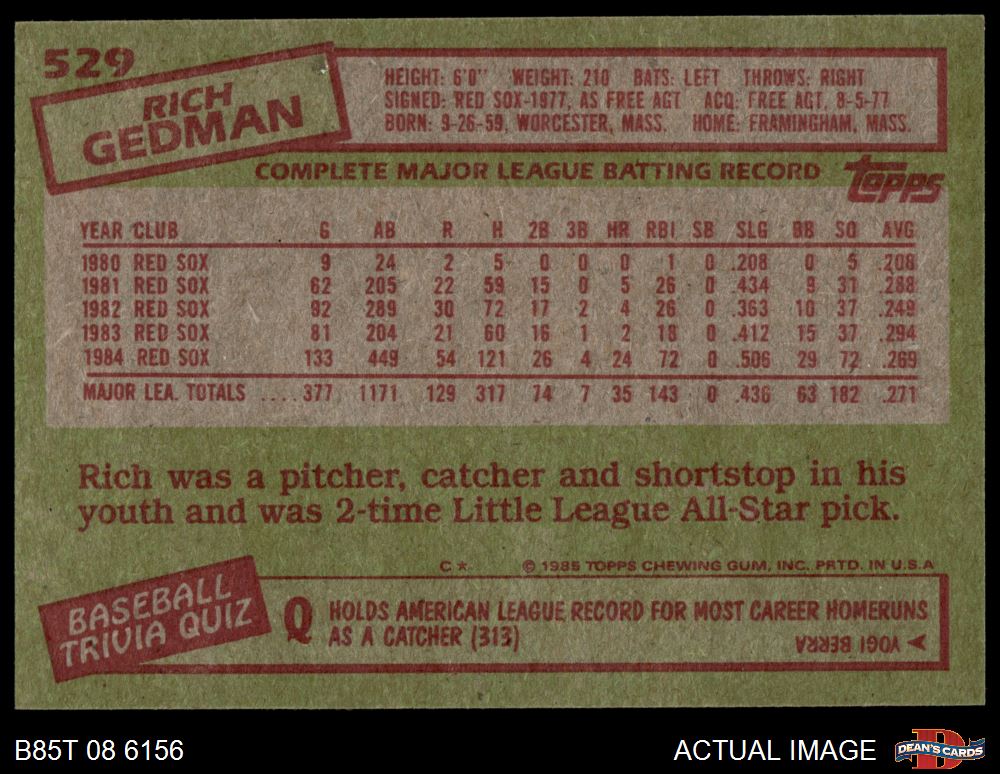 529
RICH
GEDMAN
HEIGHT: 6'0" WEIGHT: 210 BATS: LEFT THROWS: RIGHT
SIGNED: RED SOX-1977, AS FREE AGT ACQ: FREE AGT, 8-5-77
BORN: 9-26-59, WORCESTER, MASS. HOME: FRAMINGHAM, MASS.
COMPLETE MAJOR LEAGUE BATTING RECORD
topps
YEAR CLUB G AB R H 2B 3B HR RBI SB SLG BB SO AVG
1980 RED SOX 9 24 2 5 0 0 0 1 0 .208 0 5 .208
1981 RED SOX 62 205 22 59 15 0 5 26 0 .434 9 31 .288
1982 RED SOX 92 289 30 72 17 2 4 26 0 .363 10 37 .249
1983 RED SOX 81 204 21 60 16 1 2 18 0 .412 15 37 .294
1984 RED SOX 133 449 54 121 26 4 24 72 0 .506 29 72 .269
MAJOR LEA. TOTALS .... 377 1171 129 317 74 7 35 143 0 .436 63 182 .271
Rich was a pitcher, catcher and shortstop in his
youth and was 2-time Little League All-Star pick.
C* © 1985 TOPPS CHEWING GUM, INC. PRTD. IN U.S.A
BASEBALL
TRIVIA QUIZ
Q HOLDS AMERICAN LEAGUE RECORD FOR MOST CAREER HOMERUNS
AS A CATCHER (313)
YOGI BERRA
B85T 08 6156
ACTUAL IMAGE
D
DEAN'S CARDS